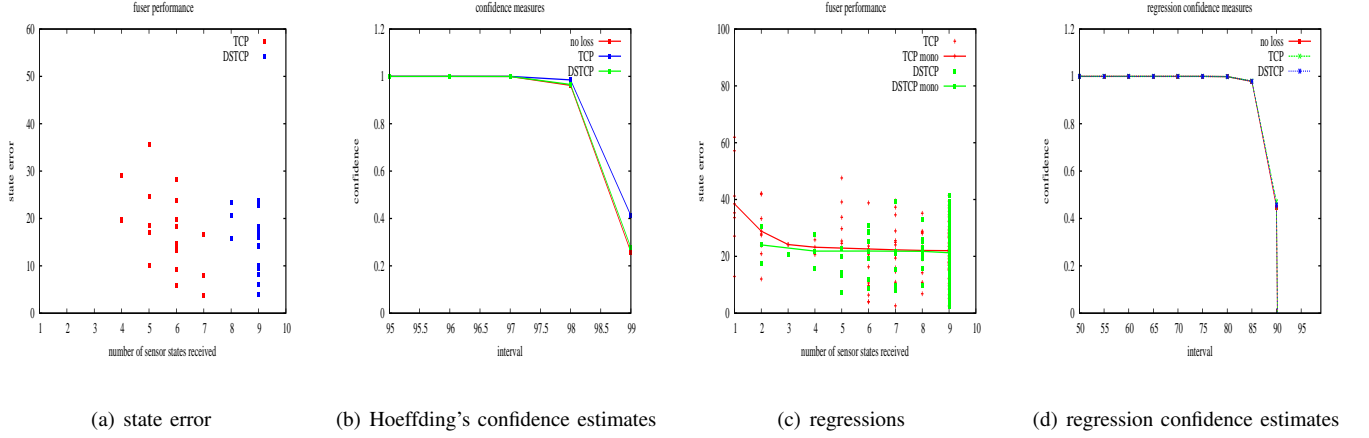 fuser performance
60
50
40
30
20
10
0
state error
TCP
DSTCP
1 2 3 4 5 6 7 8 9 10
number of sensor states received
(a) state error
confidence measures
1.2
1
0.8
0.6
0.4
0.2
0
confidence
no loss
TCP
DSTCP
95 95.5 96 96.5 97 97.5 98 98.5 99
interval
(b) Hoeffding's confidence estimates
fuser performance
100
80
60
40
20
0
state error
TCP
TCP mono
DSTCP
DSTCP mono
1 2 3 4 5 6 7 8 9 10
number of sensor states received
(c) regressions
regression confidence measures
1.2
1
0.8
0.6
0.4
0.2
0
confidence
no loss
TCP
DSTCP
50 55 60 65 70 75 80 85 90 95
interval
(d) regression confidence estimates